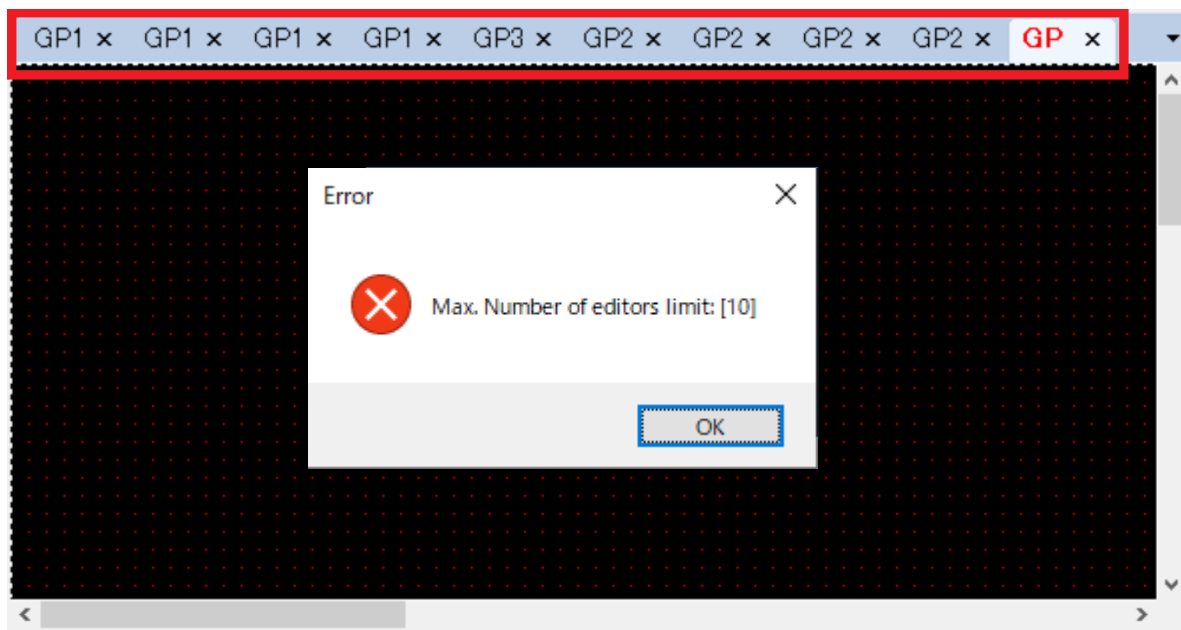 GP1 × GP1 × GP1 × GP1 × GP3 × GP2 × GP2 × GP2 × GP2 × GP ×
Error
Max. Number of editors limit: [10]
OK